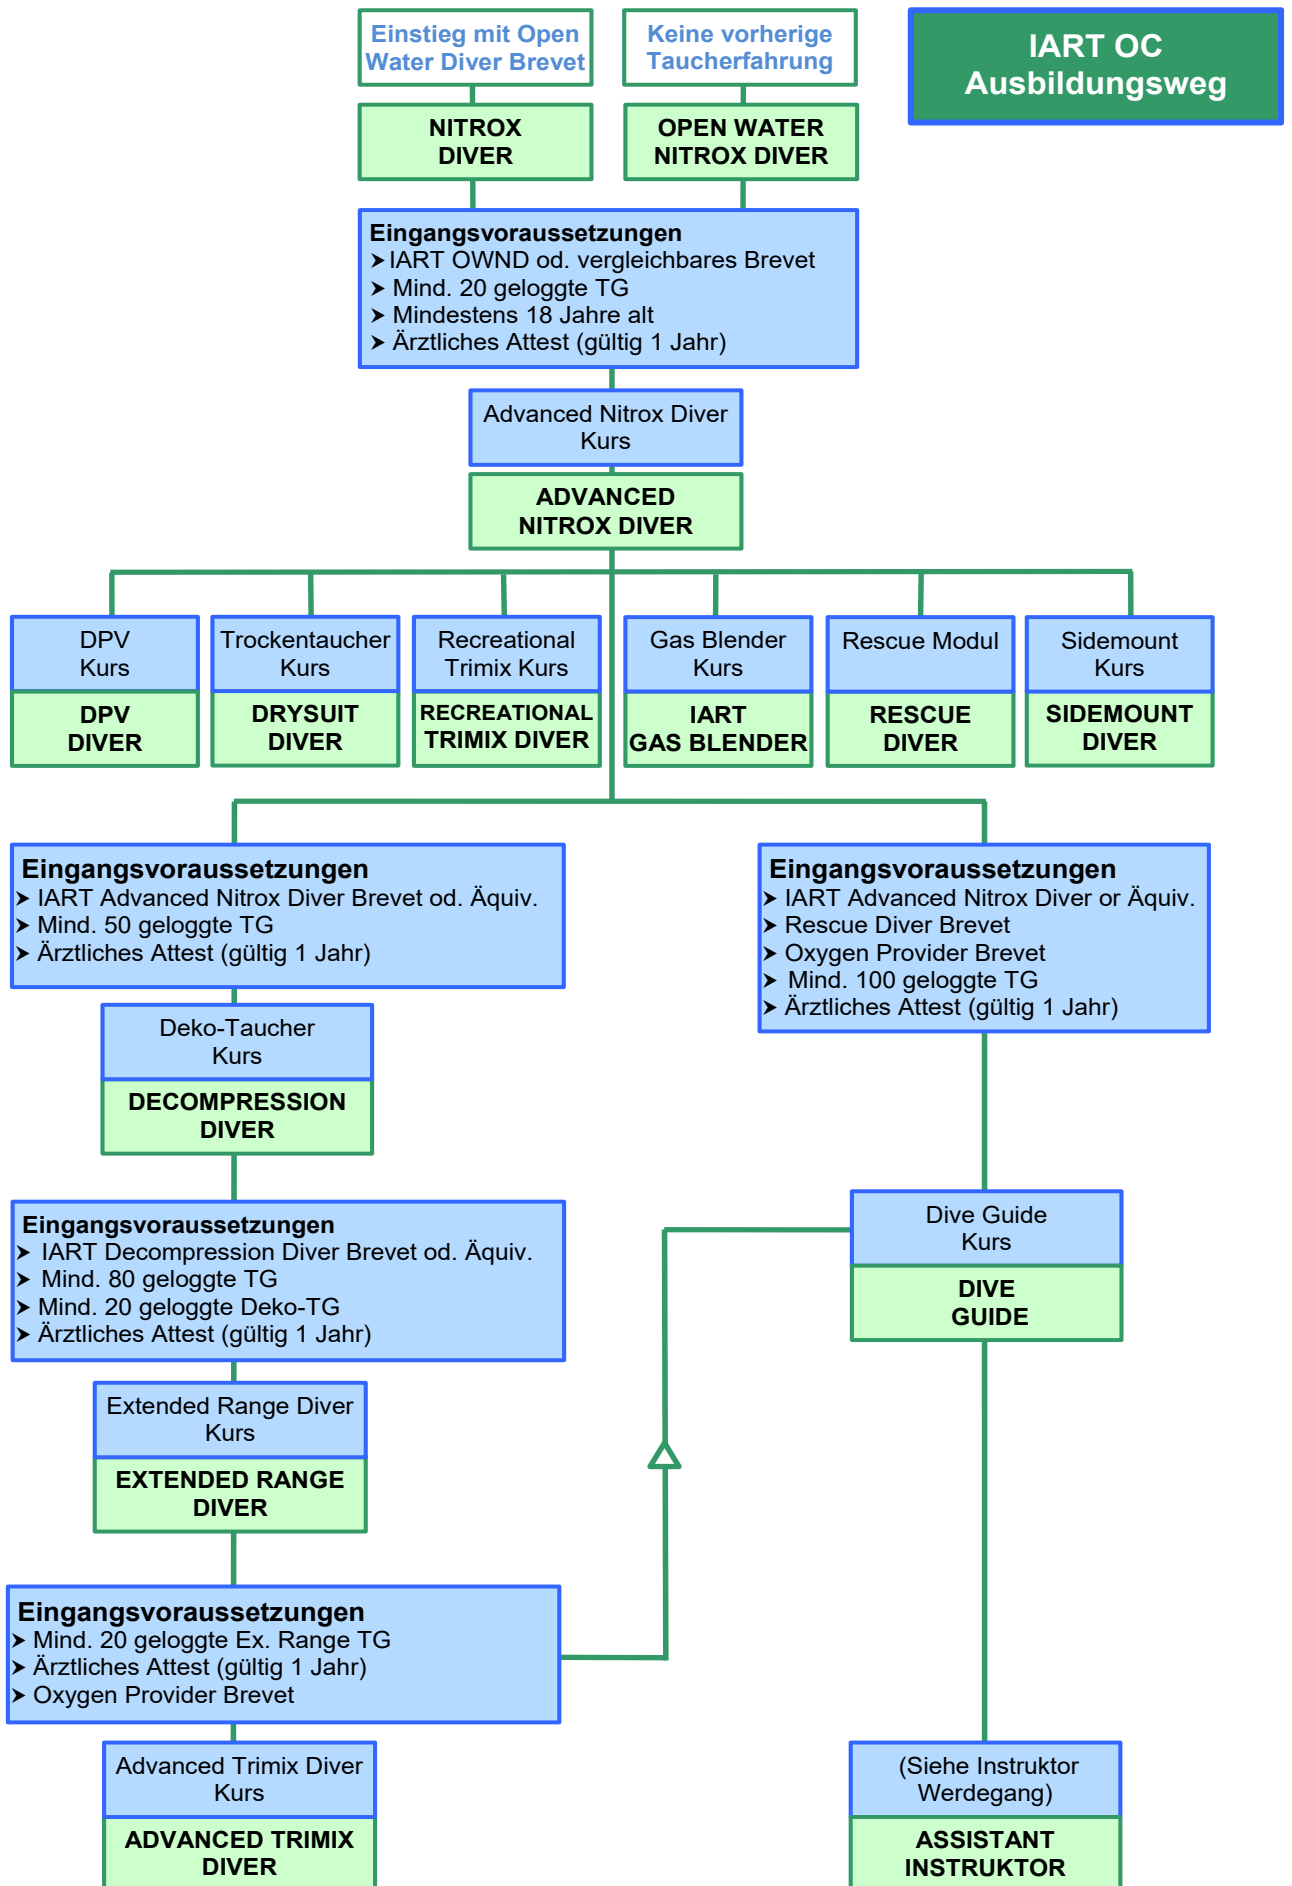 Einstieg mit Open
Water Diver Brevet
Keine vorherige
Taucherfahrung
IART OC
Ausbildungsweg
NITROX
DIVER
OPEN WATER
NITROX DIVER
Eingangsvoraussetzungen
➤ IART OWND od. vergleichbares Brevet
➤ Mind. 20 geloggte TG
➤ Mindestens 18 Jahre alt
➤ Ärztliches Attest (gültig 1 Jahr)
Advanced Nitrox Diver
Kurs
ADVANCED
NITROX DIVER
DPV
Kurs
DPV
DIVER
Trockentaucher
Kurs
DRYSUIT
DIVER
Recreational
Trimix Kurs
RECREATIONAL
TRIMIX DIVER
Gas Blender
Kurs
IART
GAS BLENDER
Rescue Modul
RESCUE
DIVER
Sidemount
Kurs
SIDEMOUNT
DIVER
Eingangsvoraussetzungen
➤ IART Advanced Nitrox Diver Brevet od. Äquiv.
➤ Mind. 50 geloggte TG
➤ Ärztliches Attest (gültig 1 Jahr)
Eingangsvoraussetzungen
➤ IART Advanced Nitrox Diver or Äquiv.
➤ Rescue Diver Brevet
➤ Oxygen Provider Brevet
➤ Mind. 100 geloggte TG
➤ Ärztliches Attest (gültig 1 Jahr)
Deko-Taucher
Kurs
DECOMPRESSION
DIVER
Eingangsvoraussetzungen
➤ IART Decompression Diver Brevet od. Äquiv.
➤ Mind. 80 geloggte TG
➤ Mind. 20 geloggte Deko-TG
➤ Ärztliches Attest (gültig 1 Jahr)
Dive Guide
Kurs
DIVE
GUIDE
Extended Range Diver
Kurs
EXTENDED RANGE
DIVER
Eingangsvoraussetzungen
➤ Mind. 20 geloggte Ex. Range TG
➤ Ärztliches Attest (gültig 1 Jahr)
➤ Oxygen Provider Brevet
Advanced Trimix Diver
Kurs
ADVANCED TRIMIX
DIVER
(Siehe Instruktor
Werdegang)
ASSISTANT
INSTRUKTOR